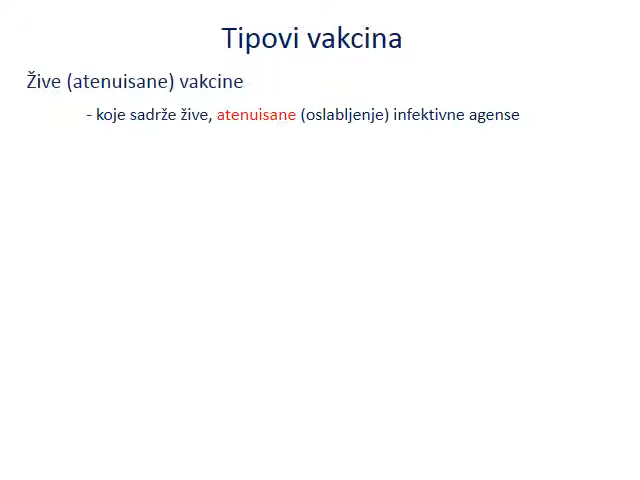 Tipovi vakcina
Žive (atenuisane) vakcine
- koje sadrže žive, atenuisane (oslabljenje) infektivne agense